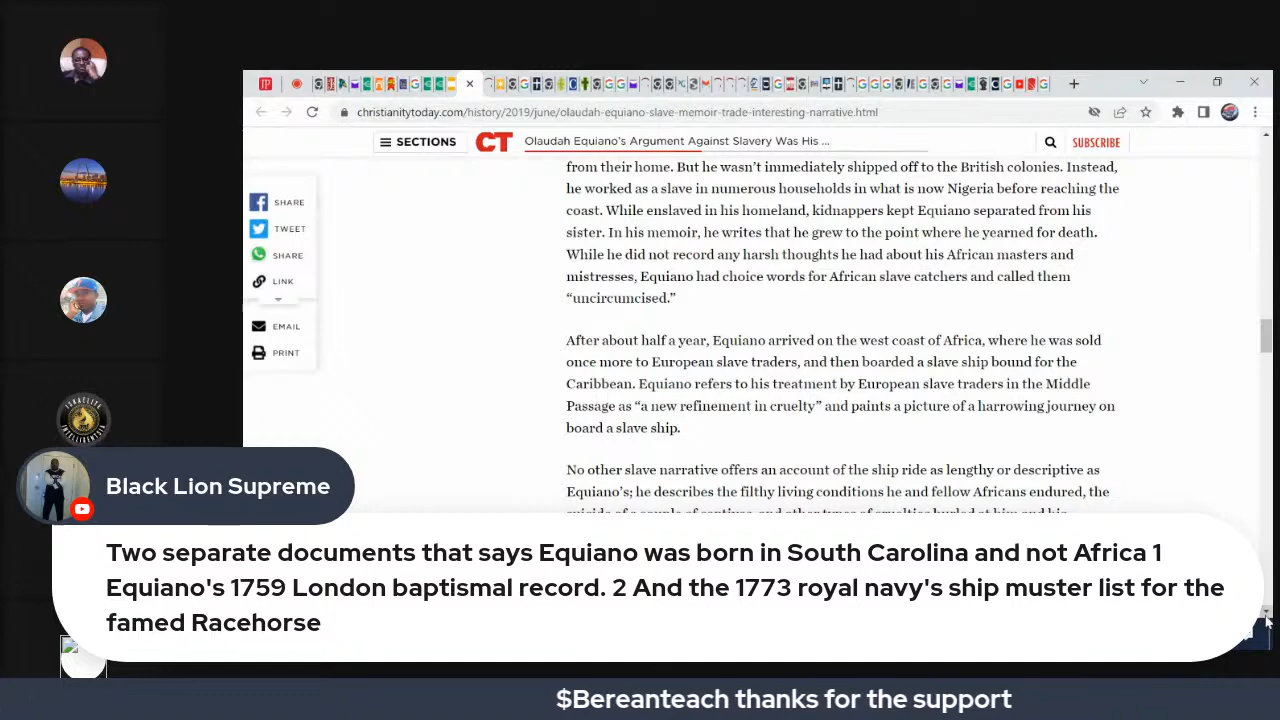 christianitytoday.com/history/2019/june/olaudah-equiano-slave-memoir-trade-interesting-narrative.html
SECTIONS
CT
Olaudah Equiano's Argument Against Slavery Was His ...
SUBSCRIBE
from their home. But he wasn't immediately shipped off to the British colonies. Instead,
he worked as a slave in numerous households in what is now Nigeria before reaching the
coast. While enslaved in his homeland, kidnappers kept Equiano separated from his
sister. In his memoir, he writes that he grew to the point where he yearned for death.
While he did not record any harsh thoughts he had about his African masters and
mistresses, Equiano had choice words for African slave catchers and called them
“uncircumcised.”
SHARE
TWEET
SHARE
LINK
EMAIL
PRINT
After about half a year, Equiano arrived on the west coast of Africa, where he was sold
once more to European slave traders, and then boarded a slave ship bound for the
Caribbean. Equiano refers to his treatment by European slave traders in the Middle
Passage as “a new refinement in cruelty” and paints a picture of a harrowing journey on
board a slave ship.
No other slave narrative offers an account of the ship ride as lengthy or descriptive as
Equiano's; he describes the filthy living conditions he and fellow Africans endured, the
ISRAELITE
INTELLIGENTSIA
Black Lion Supreme
Two separate documents that says Equiano was born in South Carolina and not Africa 1
Equiano's 1759 London baptismal record. 2 And the 1773 royal navy's ship muster list for the
famed Racehorse
$Bereanteach thanks for the support